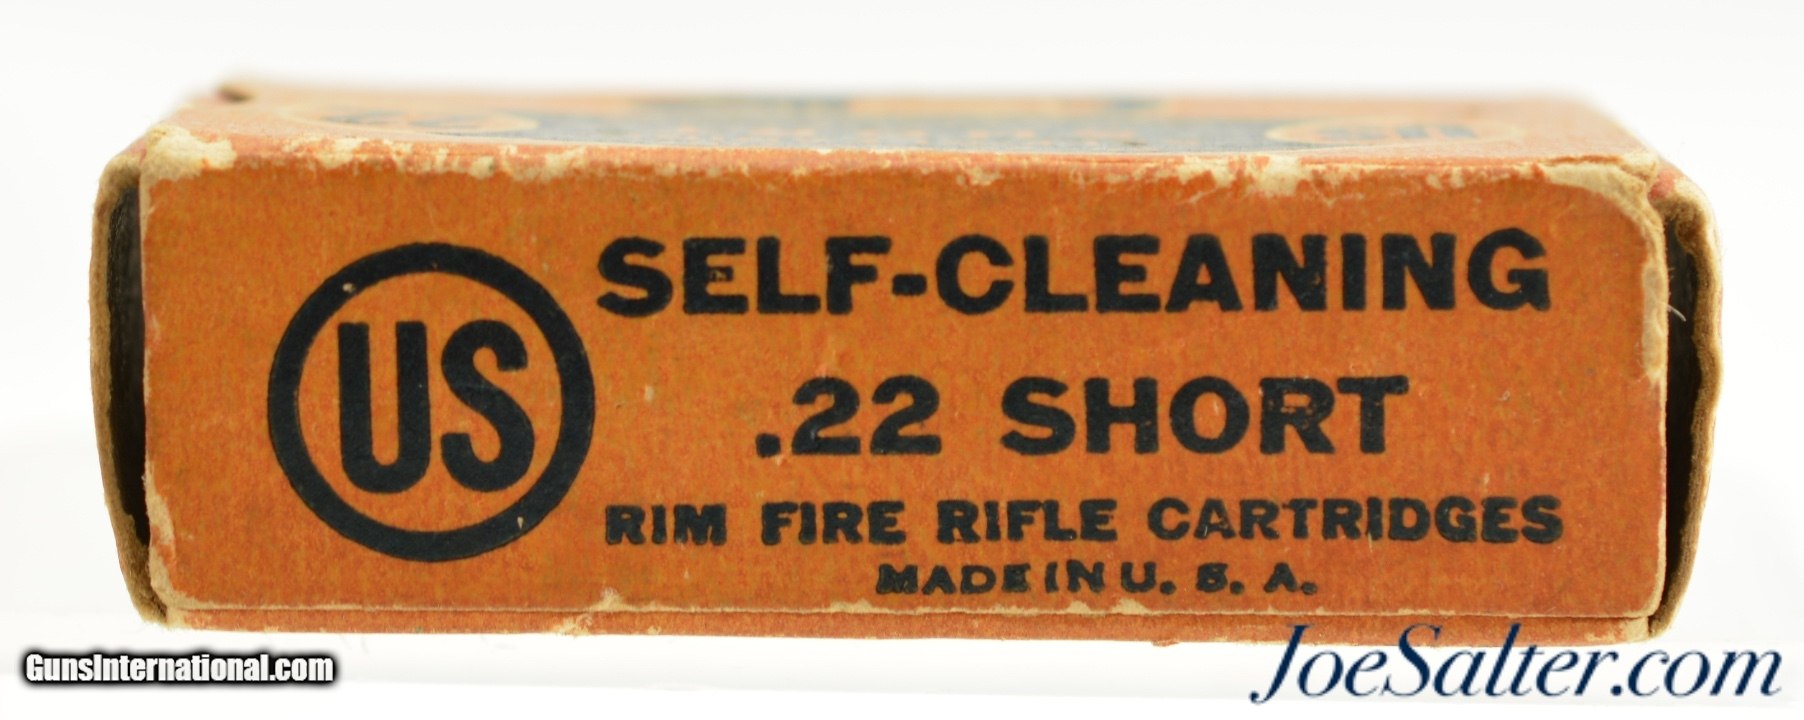 US
SELF-CLEANING
.22 SHORT
RIM FIRE RIFLE CARTRIDGES
MADE IN U. S. A.
GunsInternational.com
JoeSalter.com